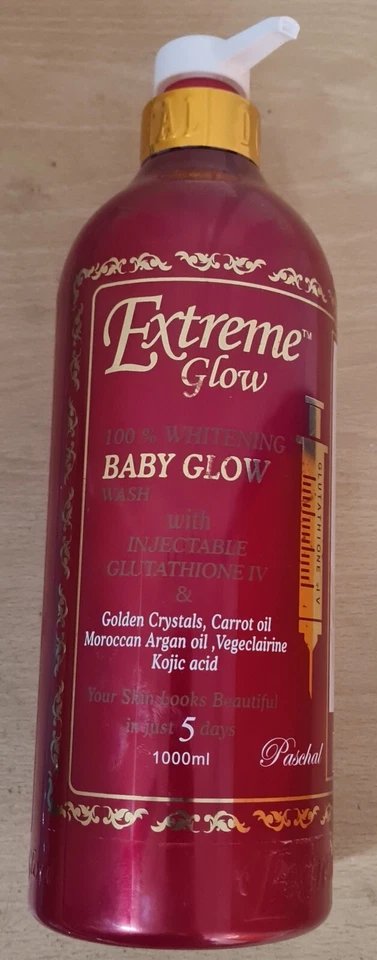 Extreme™
Glow
100 % WHITENING
BABY GLOW
WASH
with
INJECTABLE
GLUTATHIONE IV
&
Golden Crystals, Carrot oil
Moroccan Argan oil ,Vegeclairine
Kojic acid
Your Skin Looks Beautiful
in just 5 days
1000ml
Paschal
GLUTATHIONE IV